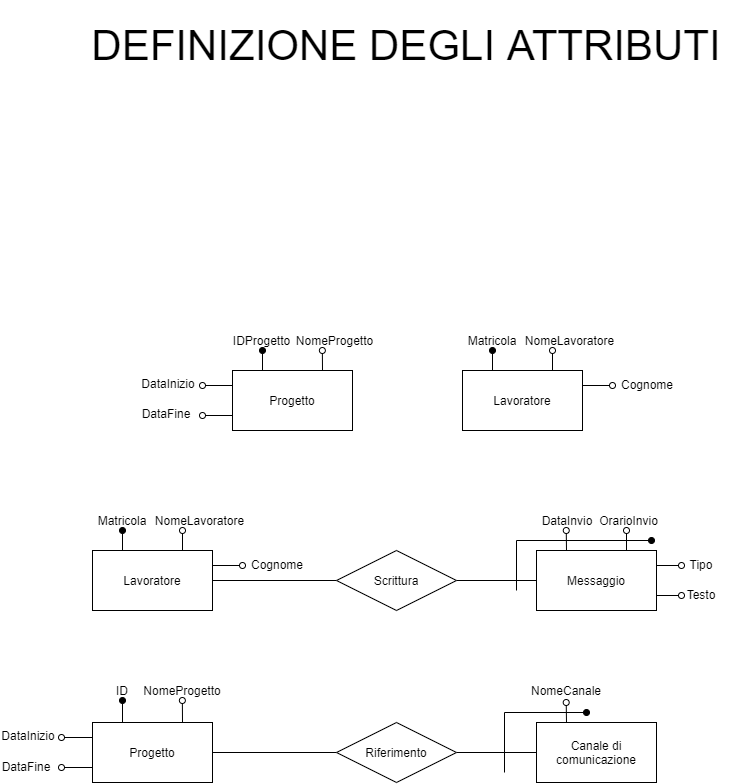 DEFINIZIONE DEGLI ATTRIBUTI
IDProgetto NomeProgetto
DataInizio
DataFine
Progetto
Matricola NomeLavoratore
Cognome
Lavoratore
Matricola NomeLavoratore
Cognome
Lavoratore
Scrittura
DataInvio OrarioInvio
Tipo
Messaggio
Testo
ID NomeProgetto
DataInizio
Progetto
DataFine
Riferimento
NomeCanale
Canale di
comunicazione